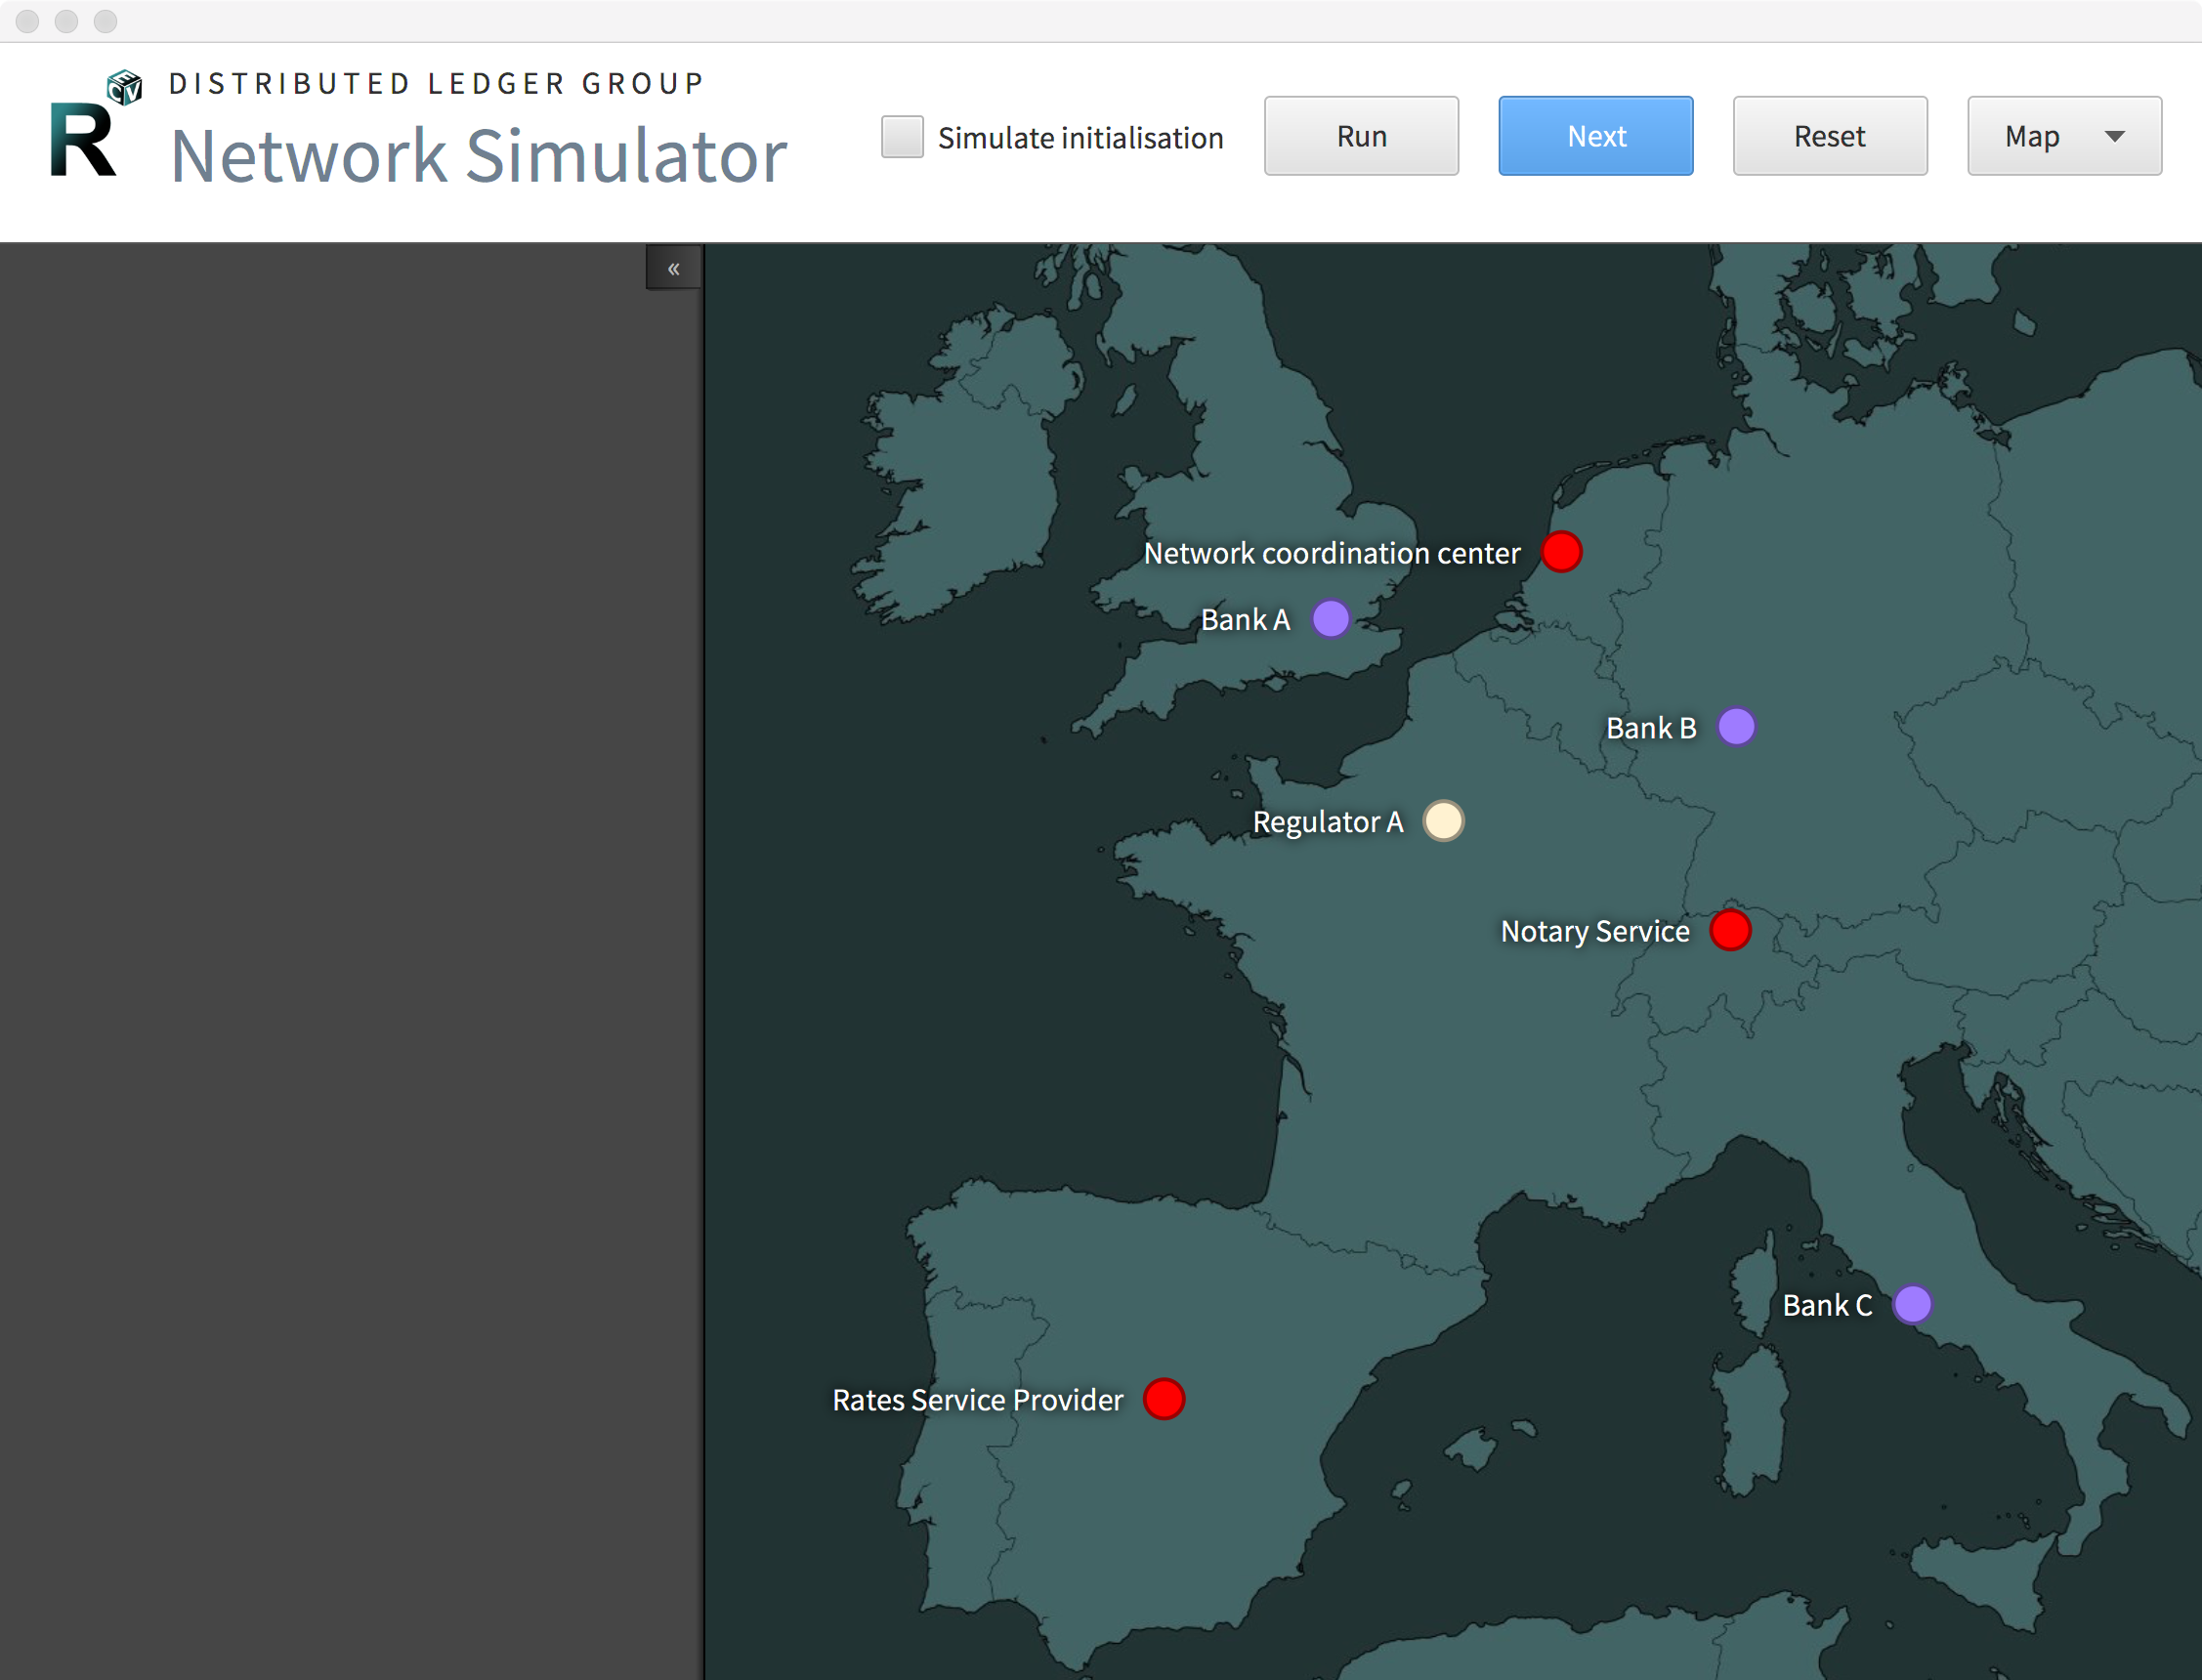 R
CEV
DISTRIBUTED LEDGER GROUP
Network Simulator
Simulate initialisation
Run
Next
Reset
Map
«
Network coordination center
Bank A
Bank B
Regulator A
Notary Service
Bank C
Rates Service Provider